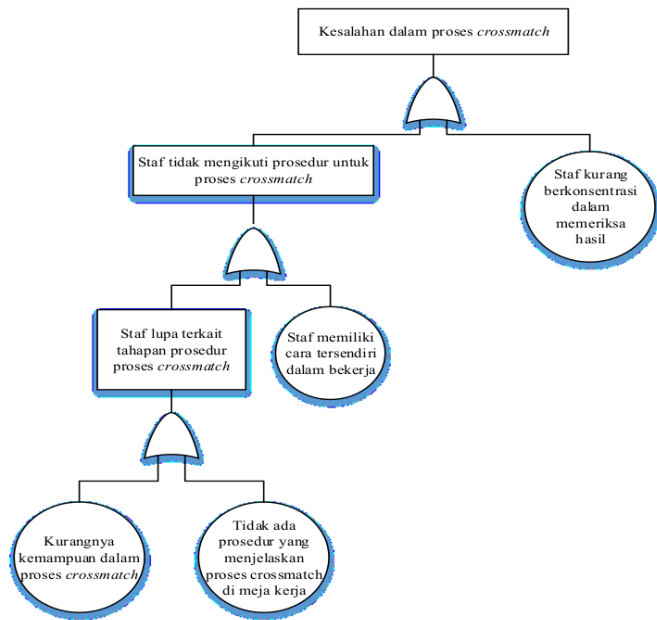 Kesalahan dalam proses crossmatch
Staf tidak mengikuti prosedur untuk
proses crossmatch
Staf kurang
berkonsentrasi
dalam
memeriksa
hasil
Staf lupa terkait
tahapan prosedur
proses crossmatch
Staf memiliki
cara tersendiri
dalam bekerja
Kurangnya
kemampuan dalam
proses crossmatch
Tidak ada
prosedur yang
menjelaskan
proses crossmatch
di meja kerja